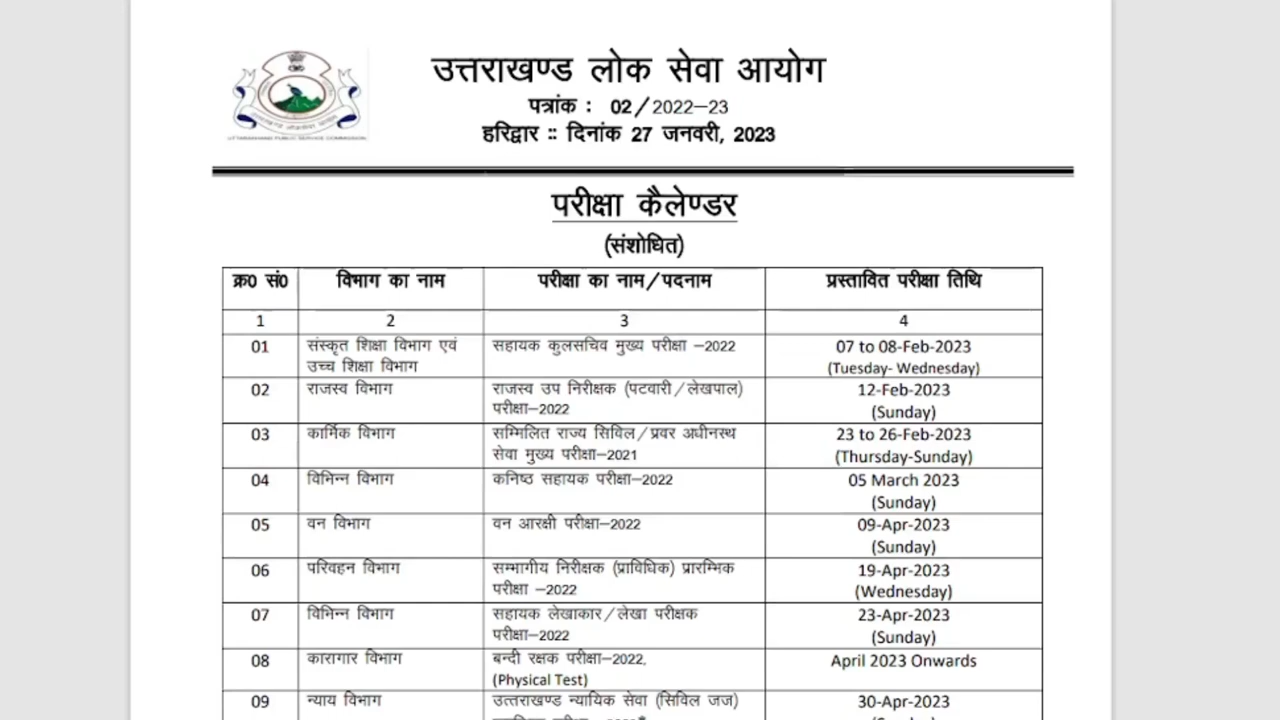 उत्तराखण्ड लोक सेवा आयोग
पत्रांक : 02/2022–23
हरिद्वार :: दिनांक 27 जनवरी, 2023
UTTARAKHAND PUBLIC SERVICE COMMISSION
परीक्षा कैलेण्डर
(संशोधित)
क्र0 सं0 विभाग का नाम परीक्षा का नाम/पदनाम प्रस्तावित परीक्षा तिथि
1 2 3 4
01 संस्कृत शिक्षा विभाग एवं सहायक कुलसचिव मुख्य परीक्षा –2022 07 to 08-Feb-2023
उच्च शिक्षा विभाग (Tuesday- Wednesday)
02 राजस्व विभाग राजस्व उप निरीक्षक (पटवारी/लेखपाल) 12-Feb-2023
परीक्षा–2022 (Sunday)
03 कार्मिक विभाग सम्मिलित राज्य सिविल/प्रवर अधीनस्थ 23 to 26-Feb-2023
सेवा मुख्य परीक्षा–2021 (Thursday-Sunday)
04 विभिन्न विभाग कनिष्ठ सहायक परीक्षा–2022 05 March 2023
(Sunday)
05 वन विभाग वन आरक्षी परीक्षा–2022 09-Apr-2023
(Sunday)
06 परिवहन विभाग सम्भागीय निरीक्षक (प्राविधिक) प्रारम्भिक 19-Apr-2023
परीक्षा –2022 (Wednesday)
07 विभिन्न विभाग सहायक लेखाकार/लेखा परीक्षक 23-Apr-2023
परीक्षा–2022 (Sunday)
08 कारागार विभाग बन्दी रक्षक परीक्षा–2022, April 2023 Onwards
(Physical Test)
09 न्याय विभाग उत्तराखण्ड न्यायिक सेवा (सिविल जज) 30-Apr-2023